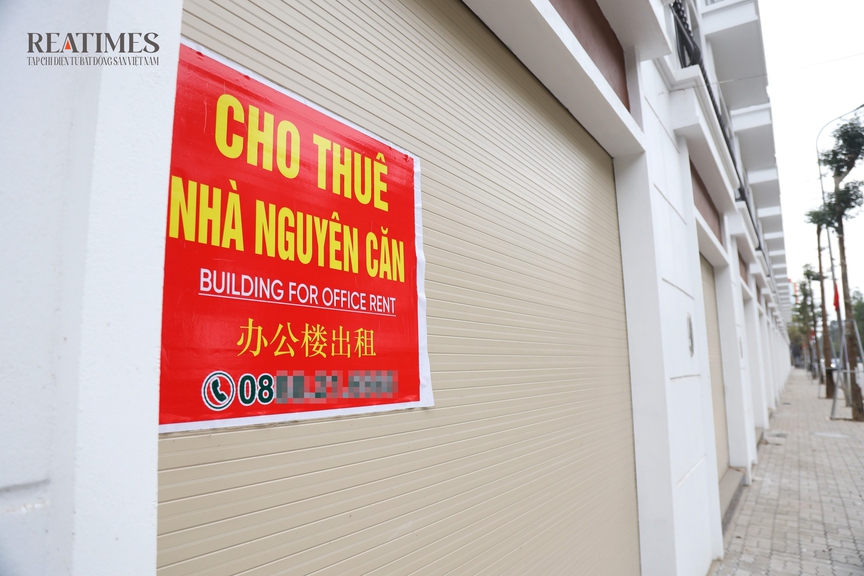 REATIMES
TẠP CHÍ ĐIỆN TỬ BẤT ĐỘNG SẢN VIỆT NAM
CHO THUÊ
NHÀ NGUYÊN CĂN
BUILDING FOR OFFICE RENT
办公楼出租
08